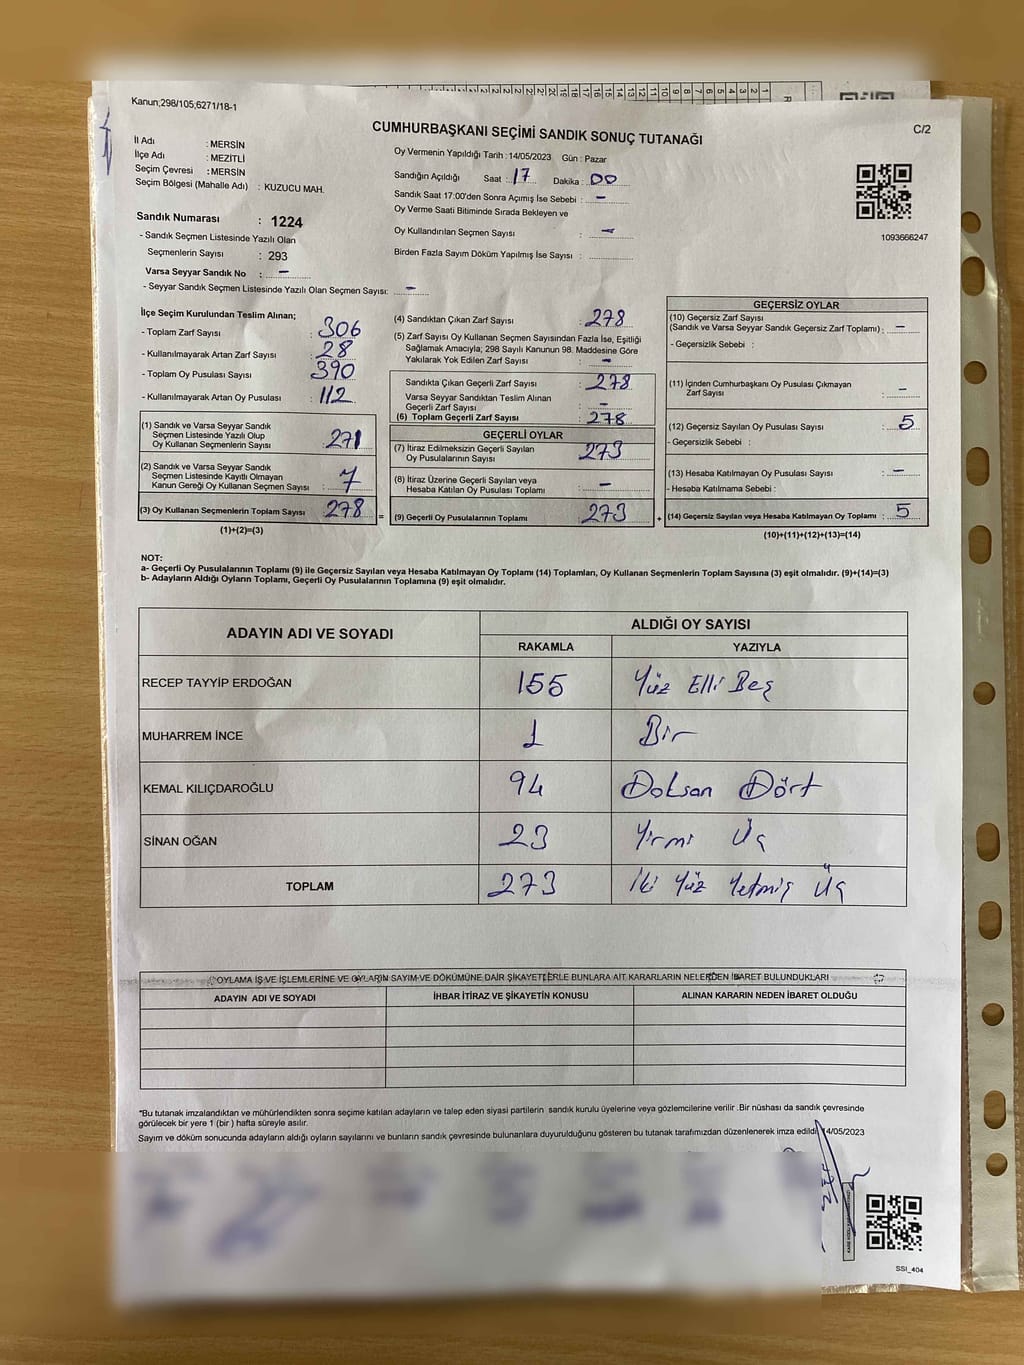 Kanun;298/105;6271/18-1
C/2
CUMHURBAŞKANI SEÇİMİ SANDIK SONUÇ TUTANAĞI
İl Adı : MERSİN
İlçe Adı : MEZİTLİ
Seçim Çevresi : MERSİN
Seçim Bölgesi (Mahalle Adı) : KUZUCU MAH.
Sandık Numarası : 1224
- Sandık Seçmen Listesinde Yazılı Olan
Seçmenlerin Sayısı : 293
Varsa Seyyar Sandık No : -
- Seyyar Sandık Seçmen Listesinde Yazılı Olan Seçmen Sayısı: -
Oy Vermenin Yapıldığı Tarih : 14/05/2023 Gün : Pazar
Sandığın Açıldığı Saat : 17 Dakika : 00
Sandık Saat 17:00'den Sonra Açımış İse Sebebi : -
Oy Verme Saati Bitiminde Sırada Bekleyen ve
Oy Kullandırılan Seçmen Sayısı : -
Birden Fazla Sayım Döküm Yapılmış İse Sayısı :
1093666247
İlçe Seçim Kurulundan Teslim Alınan;
- Toplam Zarf Sayısı : 306
- Kullanılmayarak Artan Zarf Sayısı : 28
- Toplam Oy Pusulası Sayısı : 390
- Kullanılmayarak Artan Oy Pusulası : 112
(1) Sandık ve Varsa Seyyar Sandık
Seçmen Listesinde Yazılı Olup
Oy Kullanan Seçmenlerin Sayısı : 271
(2) Sandık ve Varsa Seyyar Sandık
Seçmen Listesinde Kayıtlı Olmayan
Kanun Gereği Oy Kullanan Seçmen Sayısı : 7
(3) Oy Kullanan Seçmenlerin Toplam Sayısı : 278 =
(1)+(2)=(3)
(4) Sandıktan Çıkan Zarf Sayısı : 278
(5) Zarf Sayısı Oy Kullanan Seçmen Sayısından Fazla İse, Eşitliği
Sağlamak Amacıyla; 298 Sayılı Kanunun 98. Maddesine Göre
Yakılarak Yok Edilen Zarf Sayısı : -
Sandıkta Çıkan Geçerli Zarf Sayısı : 278
Varsa Seyyar Sandıktan Teslim Alınan
Geçerli Zarf Sayısı : -
(6) Toplam Geçerli Zarf Sayısı : 278
GEÇERLİ OYLAR
(7) İtiraz Edilmeksizin Geçerli Sayılan
Oy Pusulalarının Sayısı : 273
(8) İtiraz Üzerine Geçerli Sayılan veya
Hesaba Katılan Oy Pusulası Toplamı : -
(9) Geçerli Oy Pusulalarının Toplamı : 273 +
GEÇERSİZ OYLAR
(10) Geçersiz Zarf Sayısı
(Sandık ve Varsa Seyyar Sandık Geçersiz Zarf Toplamı) : -
- Geçersizlik Sebebi :
(11) İçinden Cumhurbaşkanı Oy Pusulası Çıkmayan
Zarf Sayısı : -
(12) Geçersiz Sayılan Oy Pusulası Sayısı : 5
- Geçersizlik Sebebi :
(13) Hesaba Katılmayan Oy Pusulası Sayısı : -
- Hesaba Katılmama Sebebi :
(14) Geçersiz Sayılan veya Hesaba Katılmayan Oy Toplamı : 5
(10)+(11)+(12)+(13)=(14)
NOT:
a- Geçerli Oy Pusulalarının Toplamı (9) ile Geçersiz Sayılan veya Hesaba Katılmayan Oy Toplamı (14) Toplamları, Oy Kullanan Seçmenlerin Toplam Sayısına (3) eşit olmalıdır. (9)+(14)=(3)
b- Adayların Aldığı Oyların Toplamı, Geçerli Oy Pusulalarının Toplamına (9) eşit olmalıdır.
ADAYIN ADI VE SOYADI ALDIĞI OY SAYISI
RAKAMLA YAZIYLA
RECEP TAYYİP ERDOĞAN 155 Yüz Elli Beş
MUHARREM İNCE 1 Bir
KEMAL KILIÇDAROĞLU 94 Doksan Dört
SİNAN OĞAN 23 Yirmi Üç
TOPLAM 273 İki Yüz Yetmiş Üç
OYLAMA İŞ VE İŞLEMLERİNE VE OYLARIN SAYIM VE DÖKÜMÜNE DAİR ŞİKAYETLERLE BUNLARA AİT KARARLARIN NELERDEN İBARET BULUNDUKLARI
ADAYIN ADI VE SOYADI İHBAR İTİRAZ VE ŞİKAYETİN KONUSU ALINAN KARARIN NEDEN İBARET OLDUĞU
*Bu tutanak imzalandıktan ve mühürlendikten sonra seçime katılan adayların ve talep eden siyasi partilerin sandık kurulu üyelerine veya gözlemcilerine verilir .Bir nüshası da sandık çevresinde
görülecek bir yere 1 (bir ) hafta süreyle asılır.
Sayım ve döküm sonucunda adayların aldığı oyların sayılarını ve bunların sandık çevresinde bulunanlara duyurulduğunu gösteren bu tutanak tarafımızdan düzenlenerek imza edildi. 14/05/2023
SSI_404